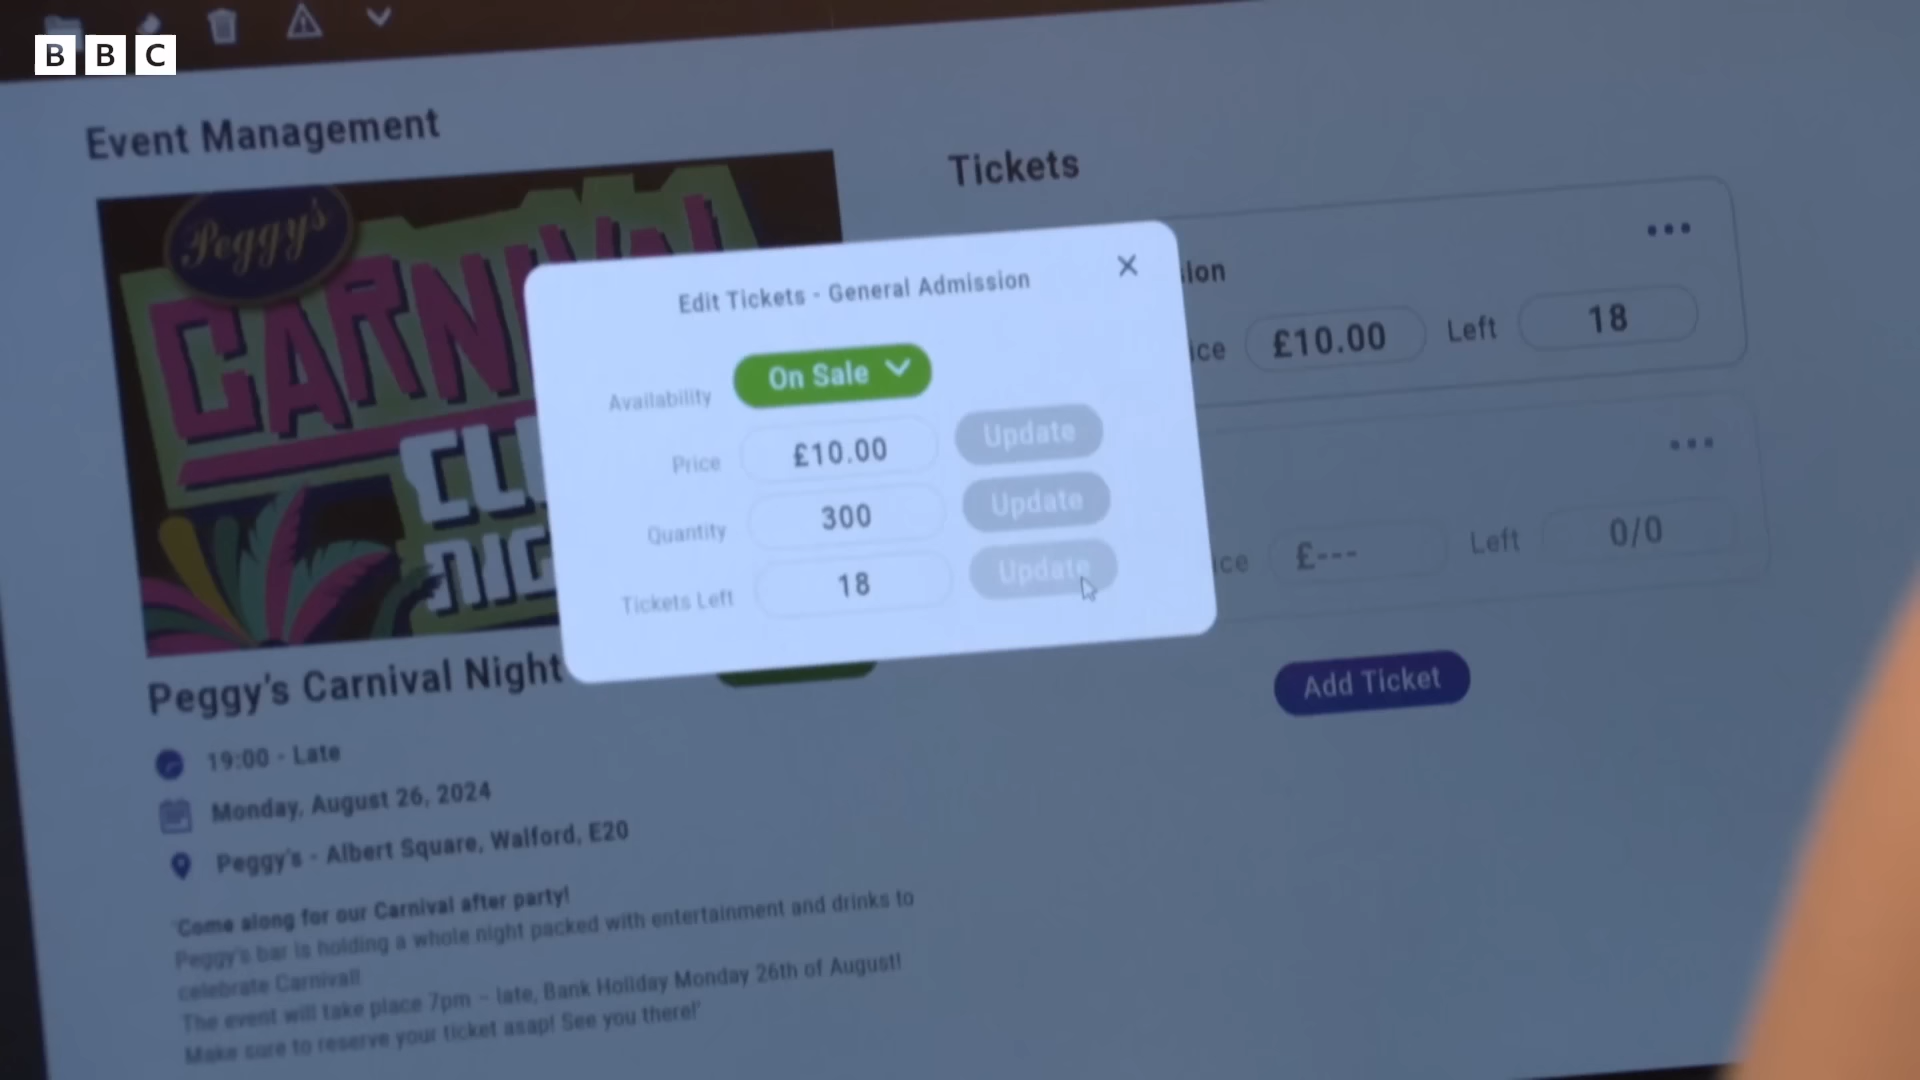 BBC
Event Management
Peggy's
CARNIVAL
Tickets
Edit Tickets - General Admission
Availability
On Sale
Price
£10.00
Update
Quantity
300
Update
Tickets Left
18
Update
£10.00
Left
18
£---
Left
0/0
Add Ticket
Peggy's Carnival Night
19:00 - Late
Monday, August 26, 2024
Peggy's - Albert Square, Walford, E20
'Come along for our Carnival after party!
Peggy's bar is holding a whole night packed with entertainment and drinks to
celebrate Carnival!
The event will take place 7pm – late, Bank Holiday Monday 26th of August!
Make sure to reserve your ticket asap! See you there!'